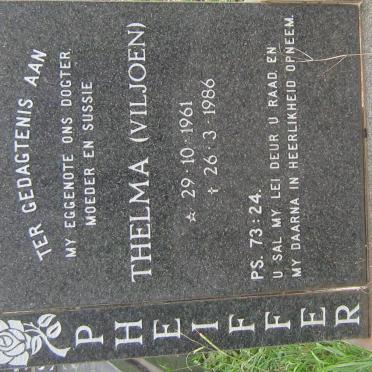 TER GEDAGTENIS AAN
MY EGGENOTE ONS DOGTER,
MOEDER EN SUSSIE
THELMA (VILJOEN)
☆ 29·10·1961
† 26·3·1986
PS. 73:24.
U SAL MY LEI DEUR U RAAD. EN
MY DAARNA IN HEERLIKHEID OPNEEM.
PHEIFFER